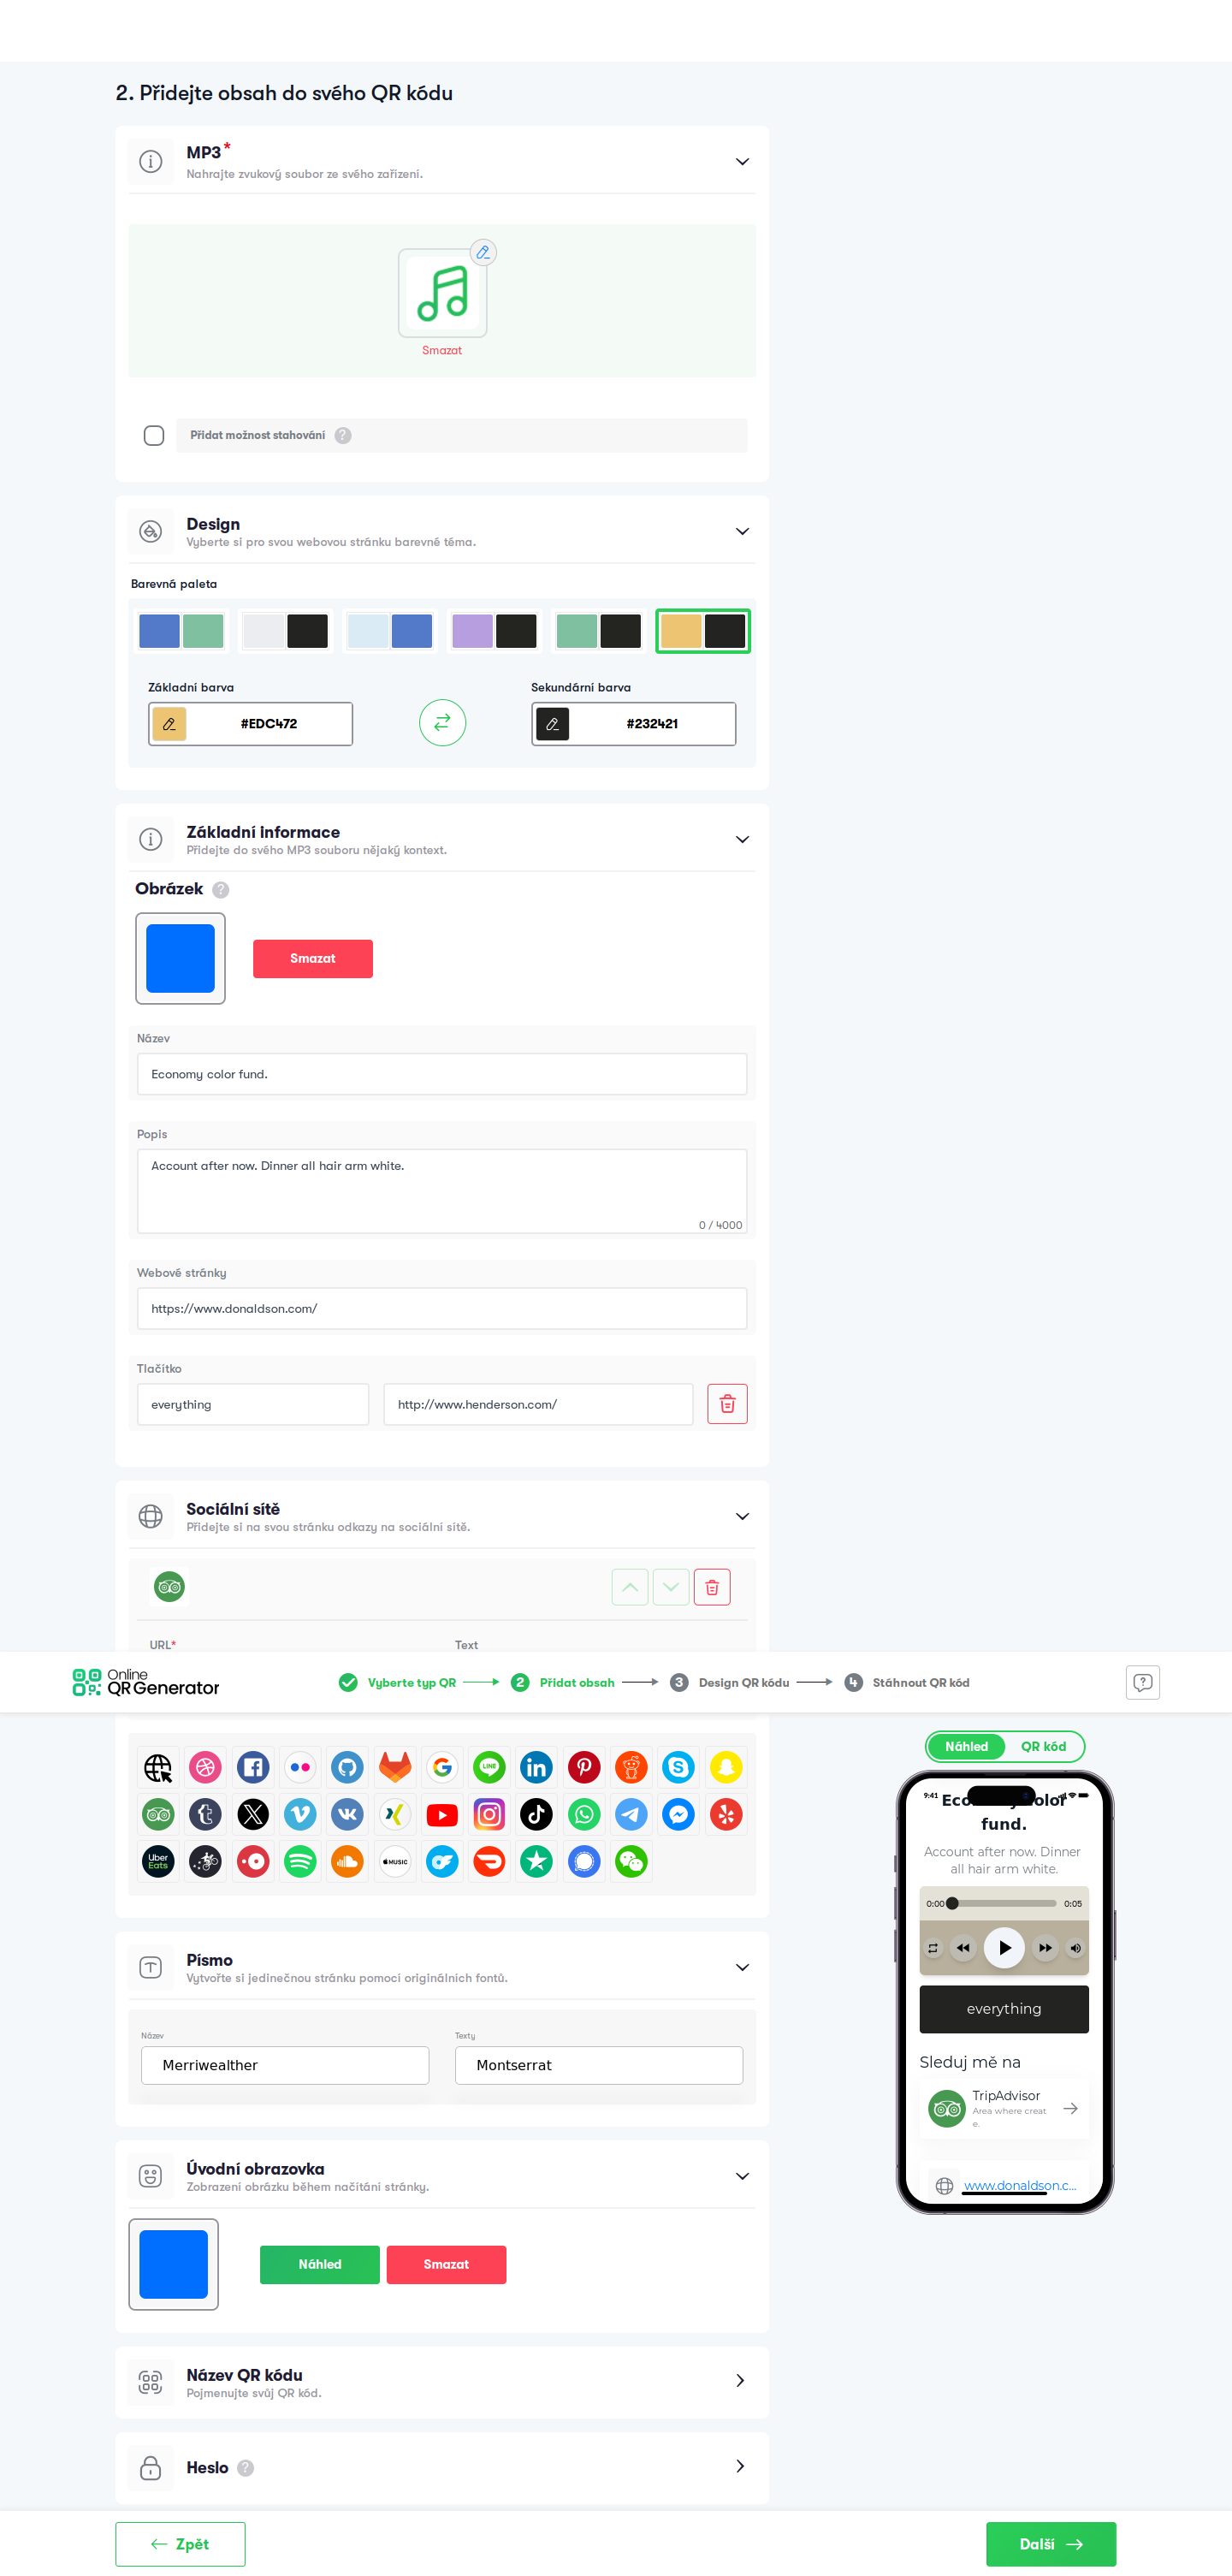 2. Přidejte obsah do svého QR kódu
MP3*
Nahrajte zvukový soubor ze svého zařízení.
Smazat
Přidat možnost stahování ?
Design
Vyberte si pro svou webovou stránku barevné téma.
Barevná paleta
Základní barva
Sekundární barva
#EDC472
#232421
Základní informace
Přidejte do svého MP3 souboru nějaký kontext.
Obrázek ?
Smazat
Název
Economy color fund.
Popis
Account after now. Dinner all hair arm white.
0 / 4000
Webové stránky
https://www.donaldson.com/
Tlačítko
everything
http://www.henderson.com/
Sociální sítě
Přidejte si na svou stránku odkazy na sociální sítě.
URL*
Text
Online
QR Generator
Vyberte typ QR
2 Přidat obsah
3 Design QR kódu
4 Stáhnout QR kód
Náhled
QR kód
LINE
Uber
Eats
MUSIC
Písmo
Vytvořte si jedinečnou stránku pomocí originálních fontů.
Název
Texty
Merriwealther
Montserrat
Úvodní obrazovka
Zobrazení obrázku během načítání stránky.
Náhled
Smazat
Název QR kódu
Pojmenujte svůj QR kód.
Heslo ?
Zpět
Další
9:41
fund.
Account after now. Dinner
all hair arm white.
0:00
0:05
everything
Sleduj mě na
TripAdvisor
Area where creat
e.
www.donaldson.c...